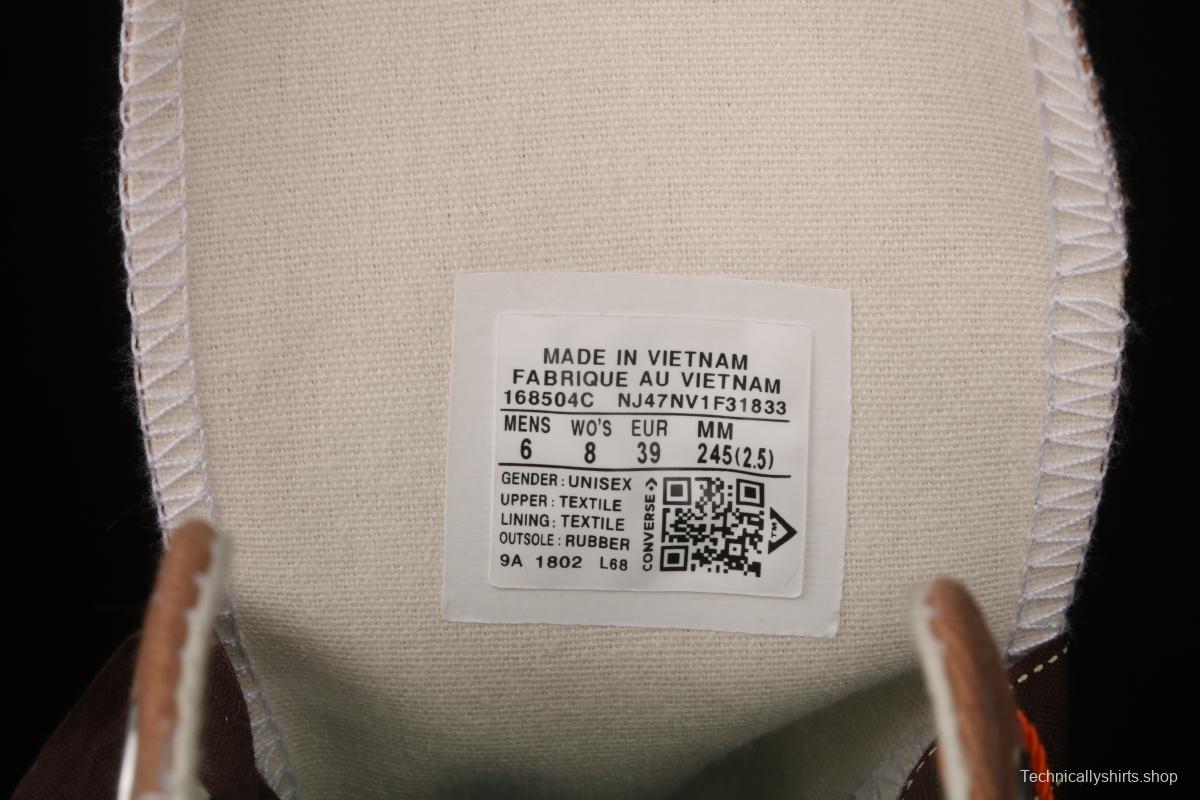 MADE IN VIETNAM
FABRIQUE AU VIETNAM
168504C NJ47NV1F31833
MENS WO'S EUR MM
6 8 39 245(2.5)
GENDER: UNISEX
UPPER: TEXTILE
LINING: TEXTILE
OUTSOLE: RUBBER
9A 1802 L68
CONVERSE
TM
Technicallyshirts.shop